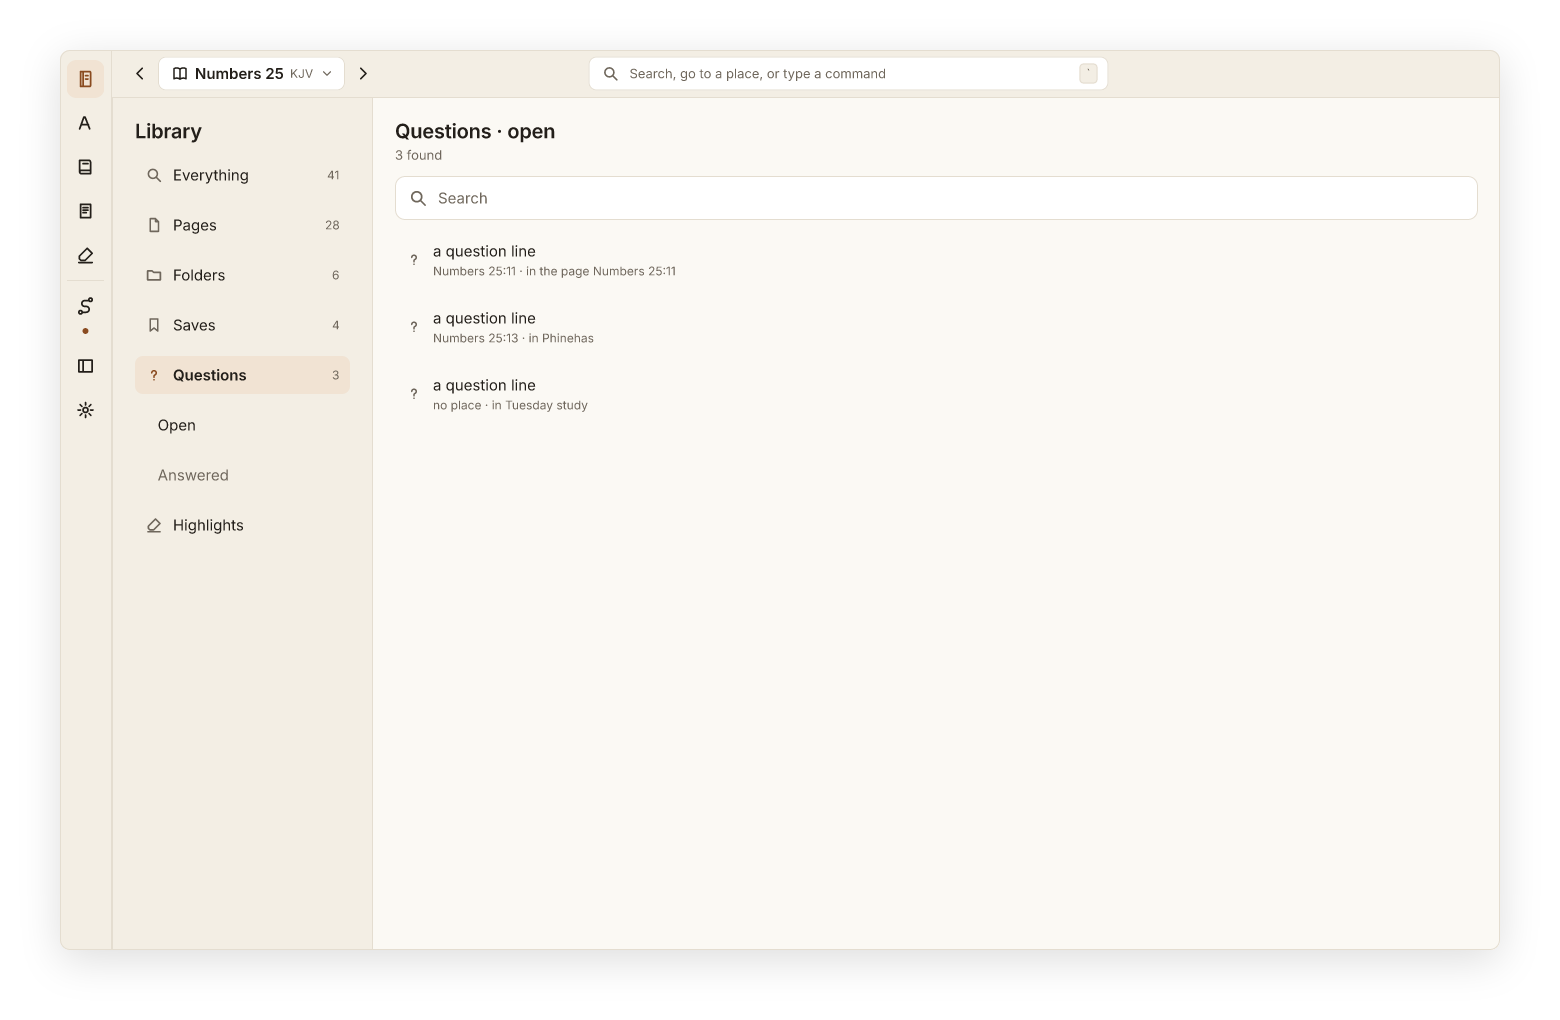 Numbers 25 KJV
Search, go to a place, or type a command
Library
Everything 41
Pages 28
Folders 6
Saves 4
? Questions 3
Open
Answered
Highlights
Questions · open
3 found
Search
? a question line
Numbers 25:11 · in the page Numbers 25:11
? a question line
Numbers 25:13 · in Phinehas
? a question line
no place · in Tuesday study